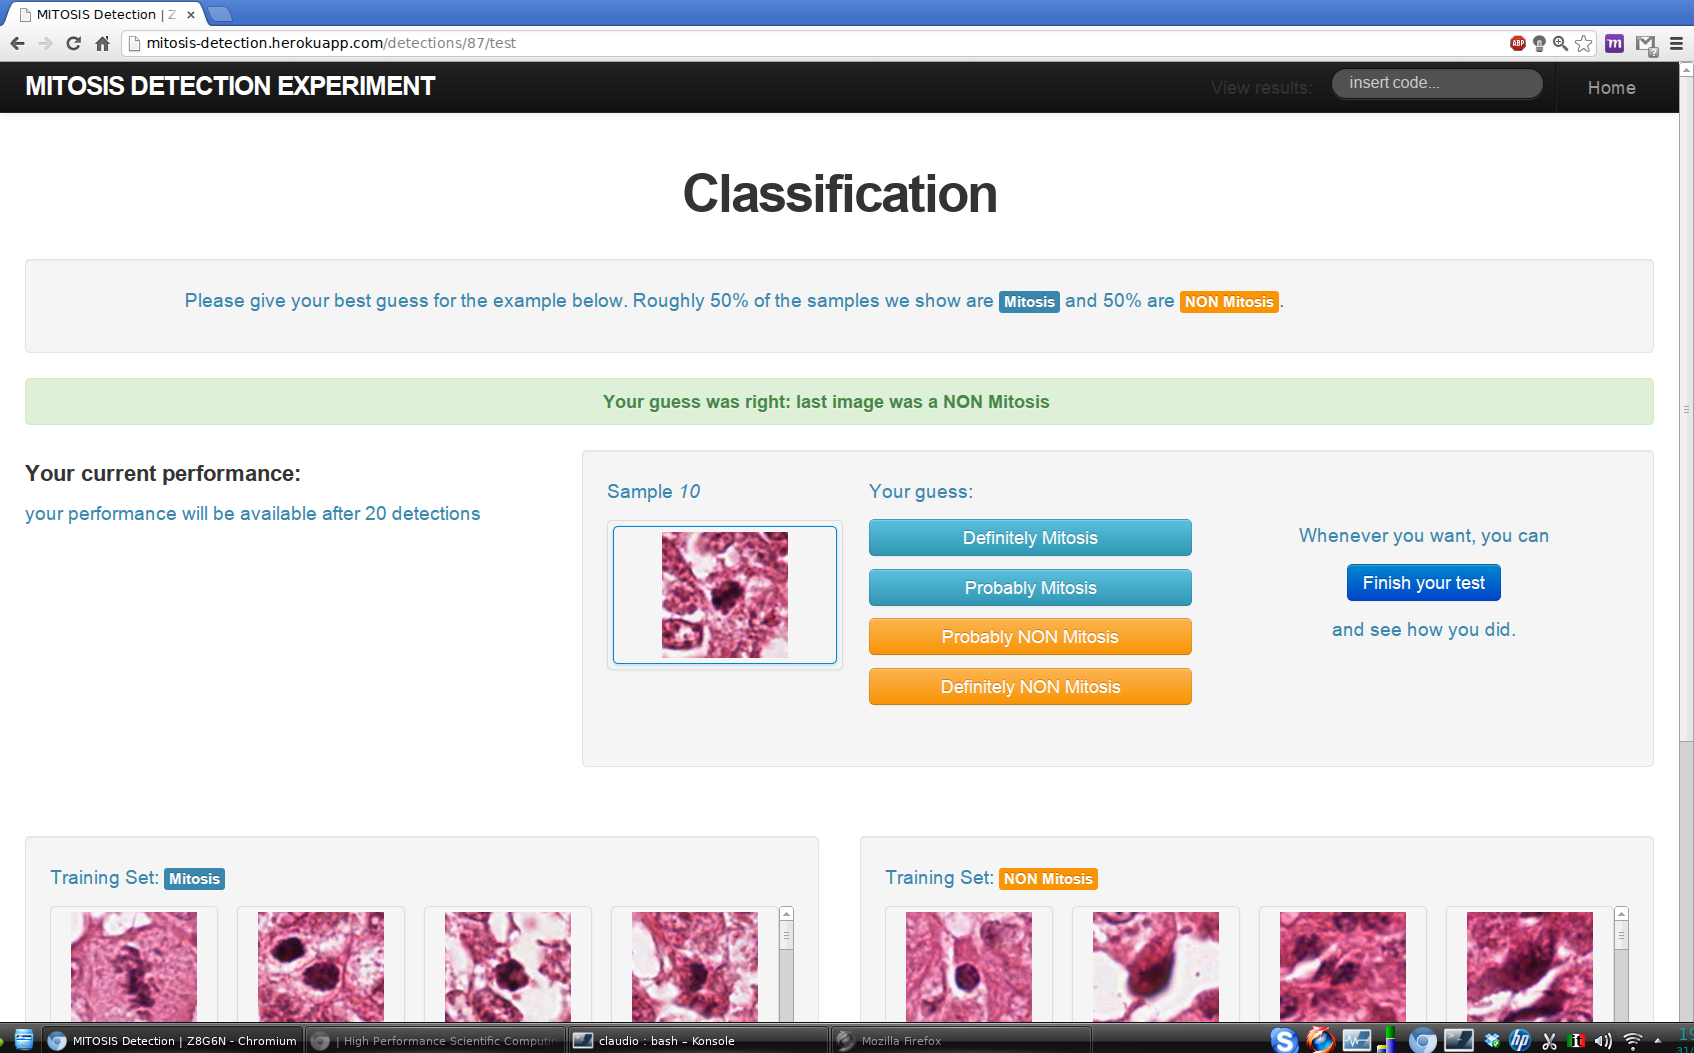 MITOSIS Detection | Z
mitosis-detection.herokuapp.com/detections/87/test
ABP
m
MITOSIS DETECTION EXPERIMENT
View results:
insert code...
Home
Classification
Please give your best guess for the example below. Roughly 50% of the samples we show are Mitosis and 50% are NON Mitosis.
Your guess was right: last image was a NON Mitosis
Your current performance:
your performance will be available after 20 detections
Sample 10
Your guess:
Definitely Mitosis
Probably Mitosis
Probably NON Mitosis
Definitely NON Mitosis
Whenever you want, you can
Finish your test
and see how you did.
Training Set: Mitosis
Training Set: NON Mitosis
MITOSIS Detection | Z8G6N - Chromium
| High Performance Scientific Computin
claudio : bash – Konsole
Mozilla Firefox
S
hp